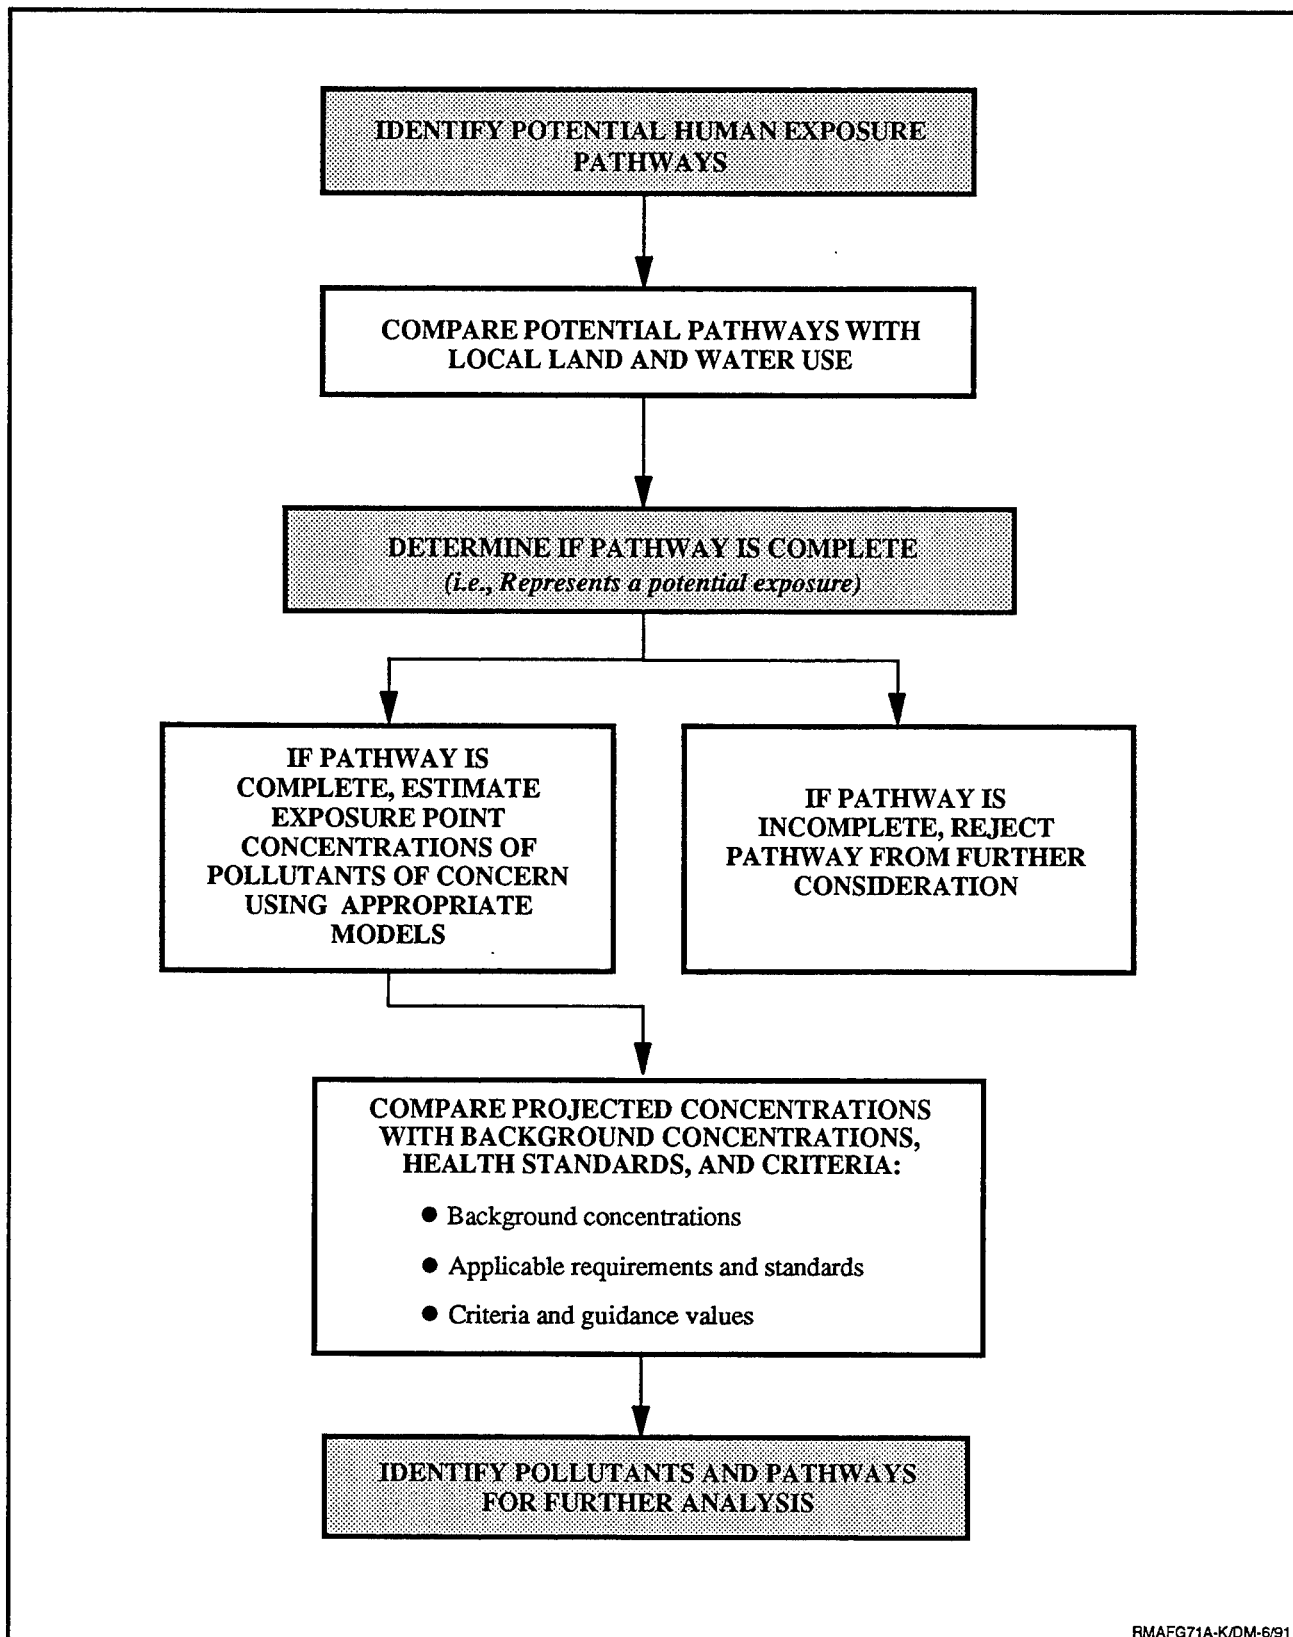 IDENTIFY POTENTIAL HUMAN EXPOSURE
PATHWAYS
COMPARE POTENTIAL PATHWAYS WITH
LOCAL LAND AND WATER USE
DETERMINE IF PATHWAY IS COMPLETE
(i.e., Represents a potential exposure)
IF PATHWAY IS
COMPLETE, ESTIMATE
EXPOSURE POINT
CONCENTRATIONS OF
POLLUTANTS OF CONCERN
USING APPROPRIATE
MODELS
IF PATHWAY IS
INCOMPLETE, REJECT
PATHWAY FROM FURTHER
CONSIDERATION
COMPARE PROJECTED CONCENTRATIONS
WITH BACKGROUND CONCENTRATIONS,
HEALTH STANDARDS, AND CRITERIA:
● Background concentrations
● Applicable requirements and standards
● Criteria and guidance values
IDENTIFY POLLUTANTS AND PATHWAYS
FOR FURTHER ANALYSIS
RMAFG71A-K/DM-6/91